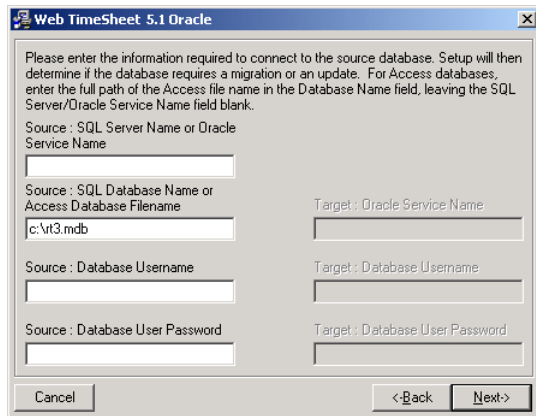 Web TimeSheet 5.1 Oracle
Please enter the information required to connect to the source database. Setup will then
determine if the database requires a migration or an update. For Access databases,
enter the full path of the Access file name in the Database Name field, leaving the SQL
Server/Oracle Service Name field blank.
Source : SQL Server Name or Oracle
Service Name
Source : SQL Database Name or
Access Database Filename
Target : Oracle Service Name
c:\rt3.mdb
Source : Database Username
Target : Database Username
Source : Database User Password
Target : Database User Password
Cancel
<-Back
Next->